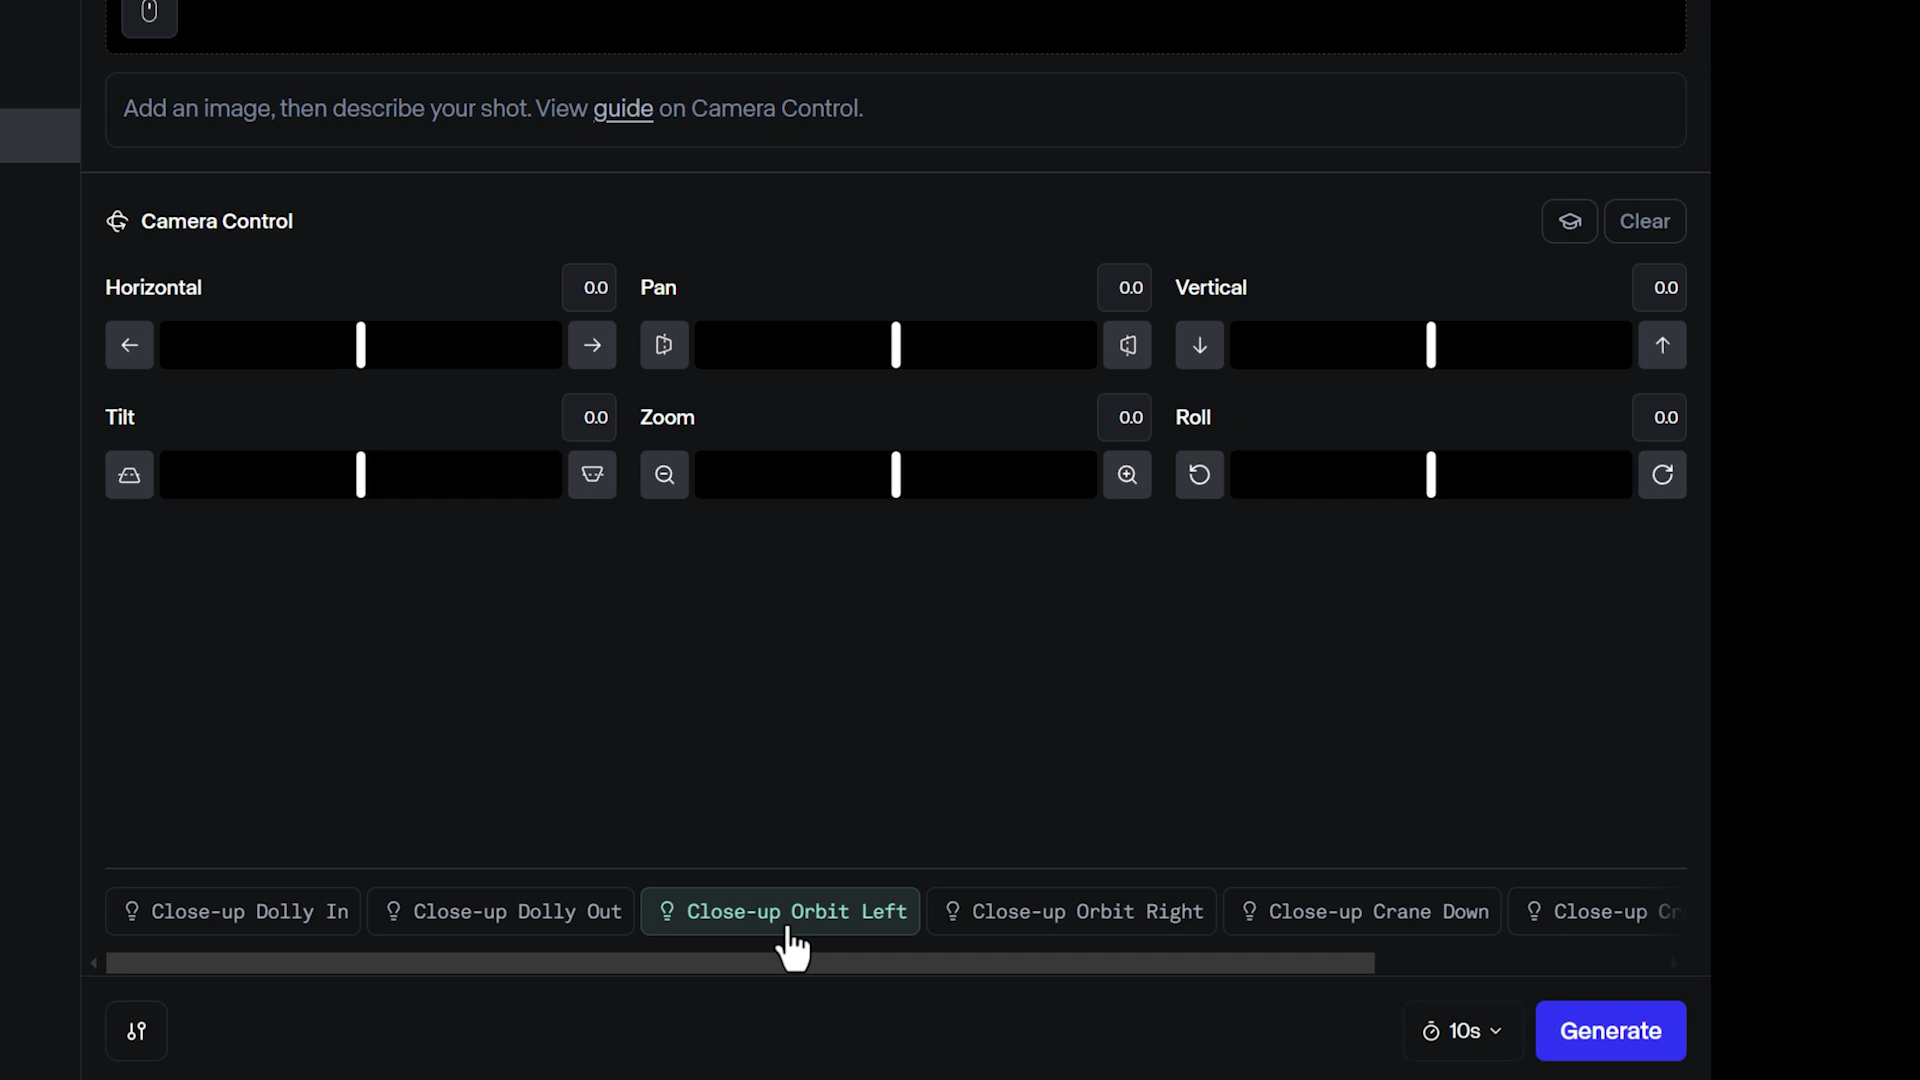 Add an image, then describe your shot. View guide on Camera Control.
Camera Control
Clear
Horizontal 0.0 Pan 0.0 Vertical 0.0
Tilt 0.0 Zoom 0.0 Roll 0.0
Close-up Dolly In Close-up Dolly Out Close-up Orbit Left Close-up Orbit Right Close-up Crane Down Close-up
10s Generate